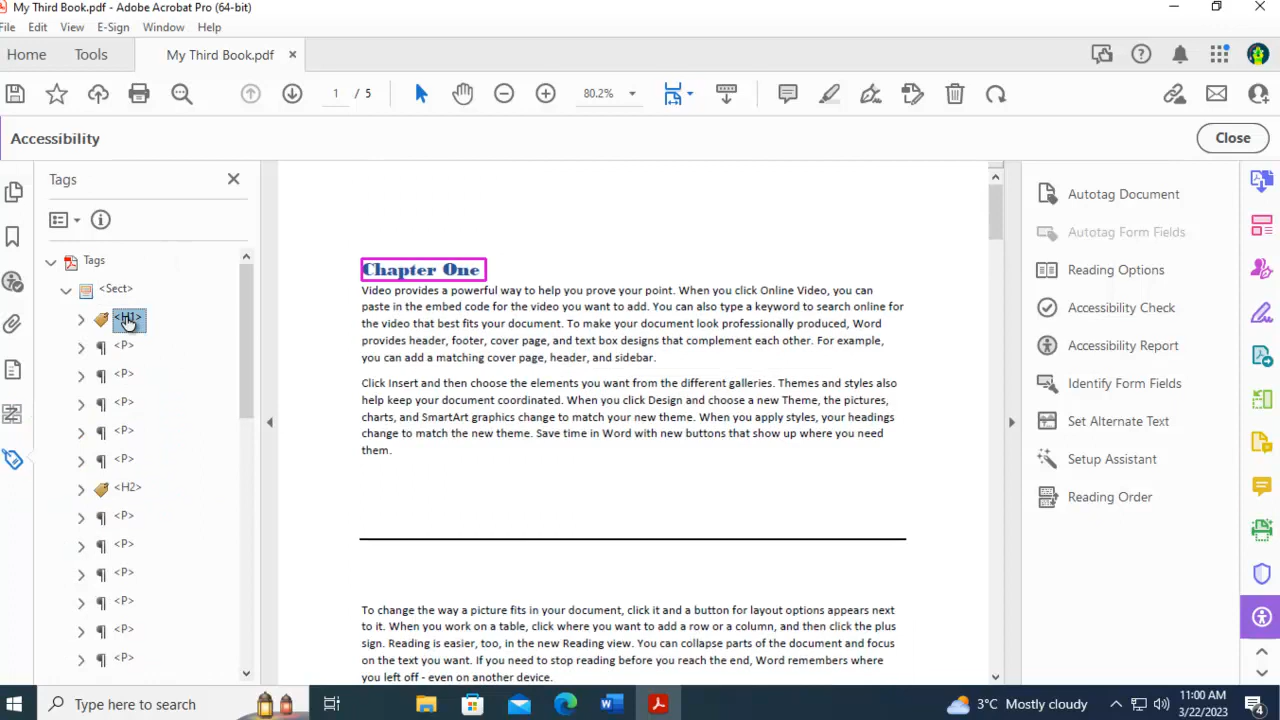 My Third Book.pdf - Adobe Acrobat Pro (64-bit)
File Edit View E-Sign Window Help
Home Tools My Third Book.pdf ×
1 / 5 80.2%
Accessibility Close
Tags
Tags
<Sect>
<H1>
<P>
<P>
<P>
<P>
<P>
<H2>
<P>
<P>
<P>
<P>
<P>
<P>
Chapter One
Video provides a powerful way to help you prove your point. When you click Online Video, you can
paste in the embed code for the video you want to add. You can also type a keyword to search online for
the video that best fits your document. To make your document look professionally produced, Word
provides header, footer, cover page, and text box designs that complement each other. For example,
you can add a matching cover page, header, and sidebar.
Click Insert and then choose the elements you want from the different galleries. Themes and styles also
help keep your document coordinated. When you click Design and choose a new Theme, the pictures,
charts, and SmartArt graphics change to match your new theme. When you apply styles, your headings
change to match the new theme. Save time in Word with new buttons that show up where you need
them.
To change the way a picture fits in your document, click it and a button for layout options appears next
to it. When you work on a table, click where you want to add a row or a column, and then click the plus
sign. Reading is easier, too, in the new Reading view. You can collapse parts of the document and focus
on the text you want. If you need to stop reading before you reach the end, Word remembers where
you left off - even on another device.
Autotag Document
Autotag Form Fields
Reading Options
Accessibility Check
Accessibility Report
Identify Form Fields
Set Alternate Text
Setup Assistant
Reading Order
Type here to search
3°C Mostly cloudy
11:00 AM
3/22/2023
4